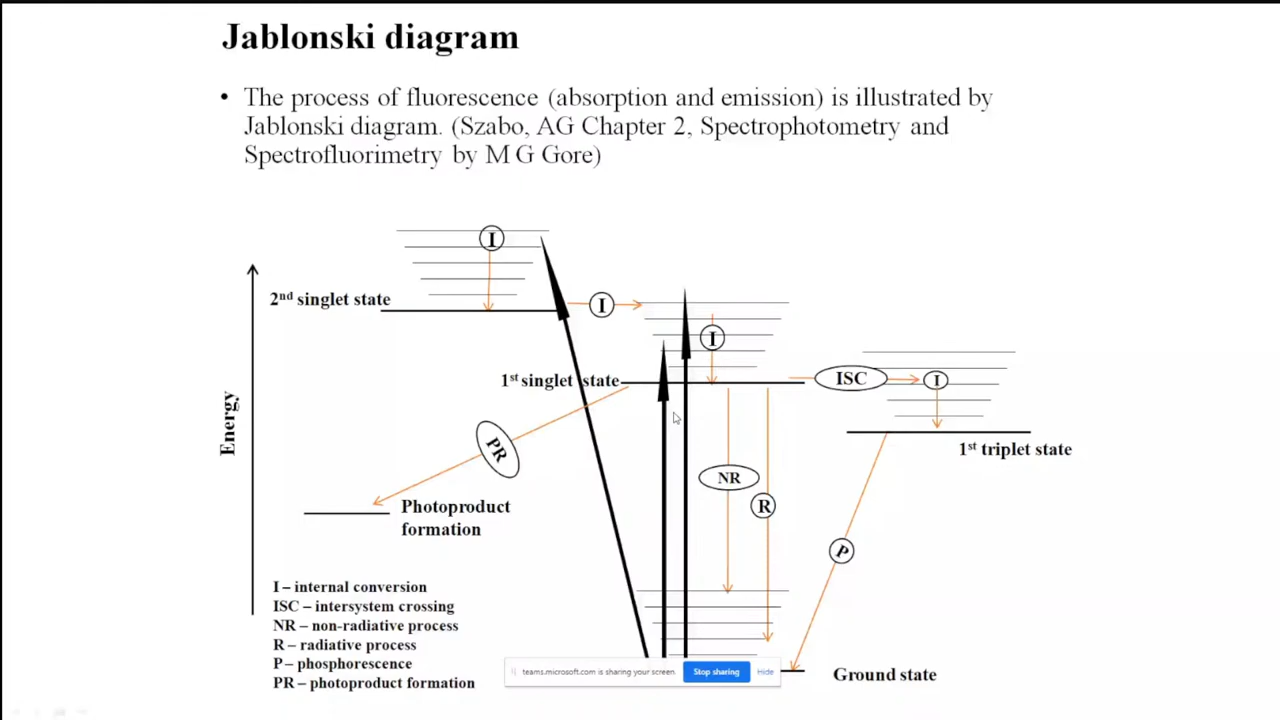 Jablonski diagram
• The process of fluorescence (absorption and emission) is illustrated by
Jablonski diagram. (Szabo, AG Chapter 2, Spectrophotometry and
Spectrofluorimetry by M G Gore)
I
2nd singlet state
I
I
1st singlet state
ISC
I
Energy
PR
1st triplet state
NR
R
Photoproduct
formation
P
I – internal conversion
ISC – intersystem crossing
NR – non-radiative process
R – radiative process
P – phosphorescence
PR – photoproduct formation
teams.microsoft.com is sharing your screen.
Stop sharing
Hide
Ground state